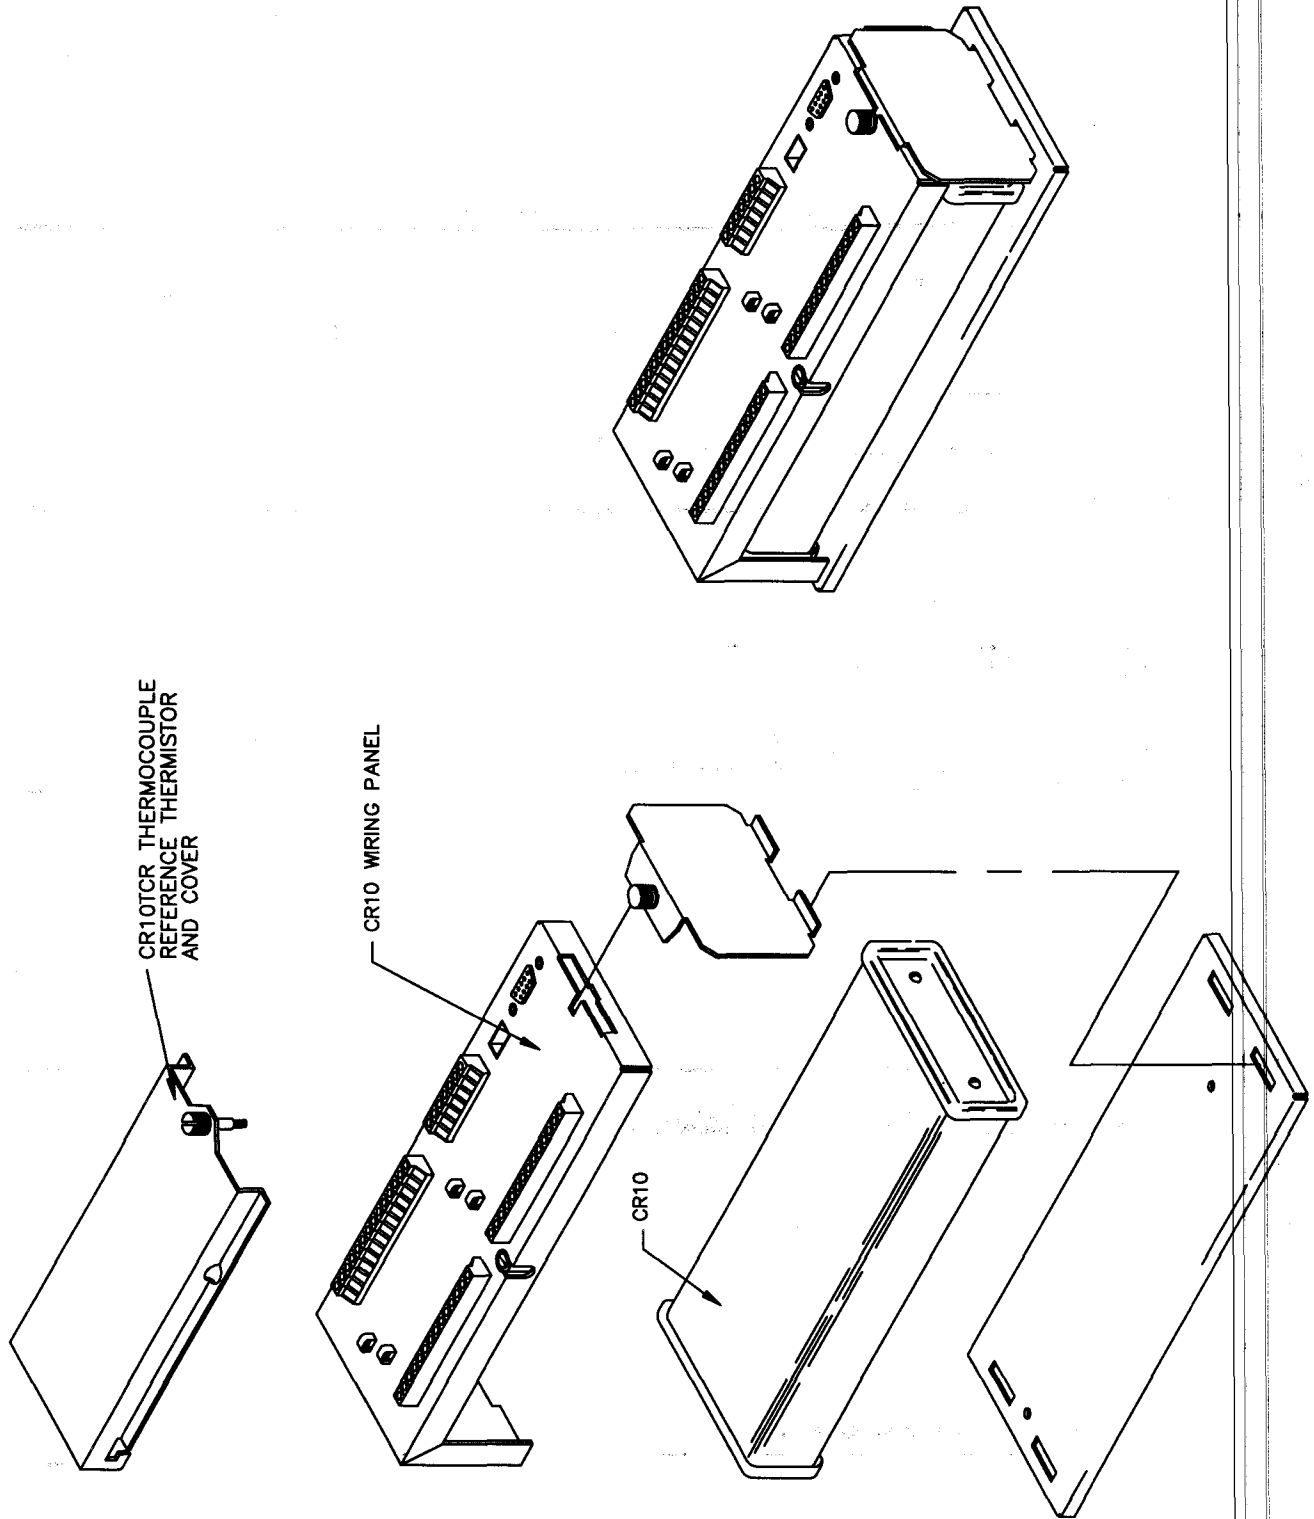 CR10TCR THERMOCOUPLE
REFERENCE THERMISTOR
AND COVER
CR10 WIRING PANEL
CR10